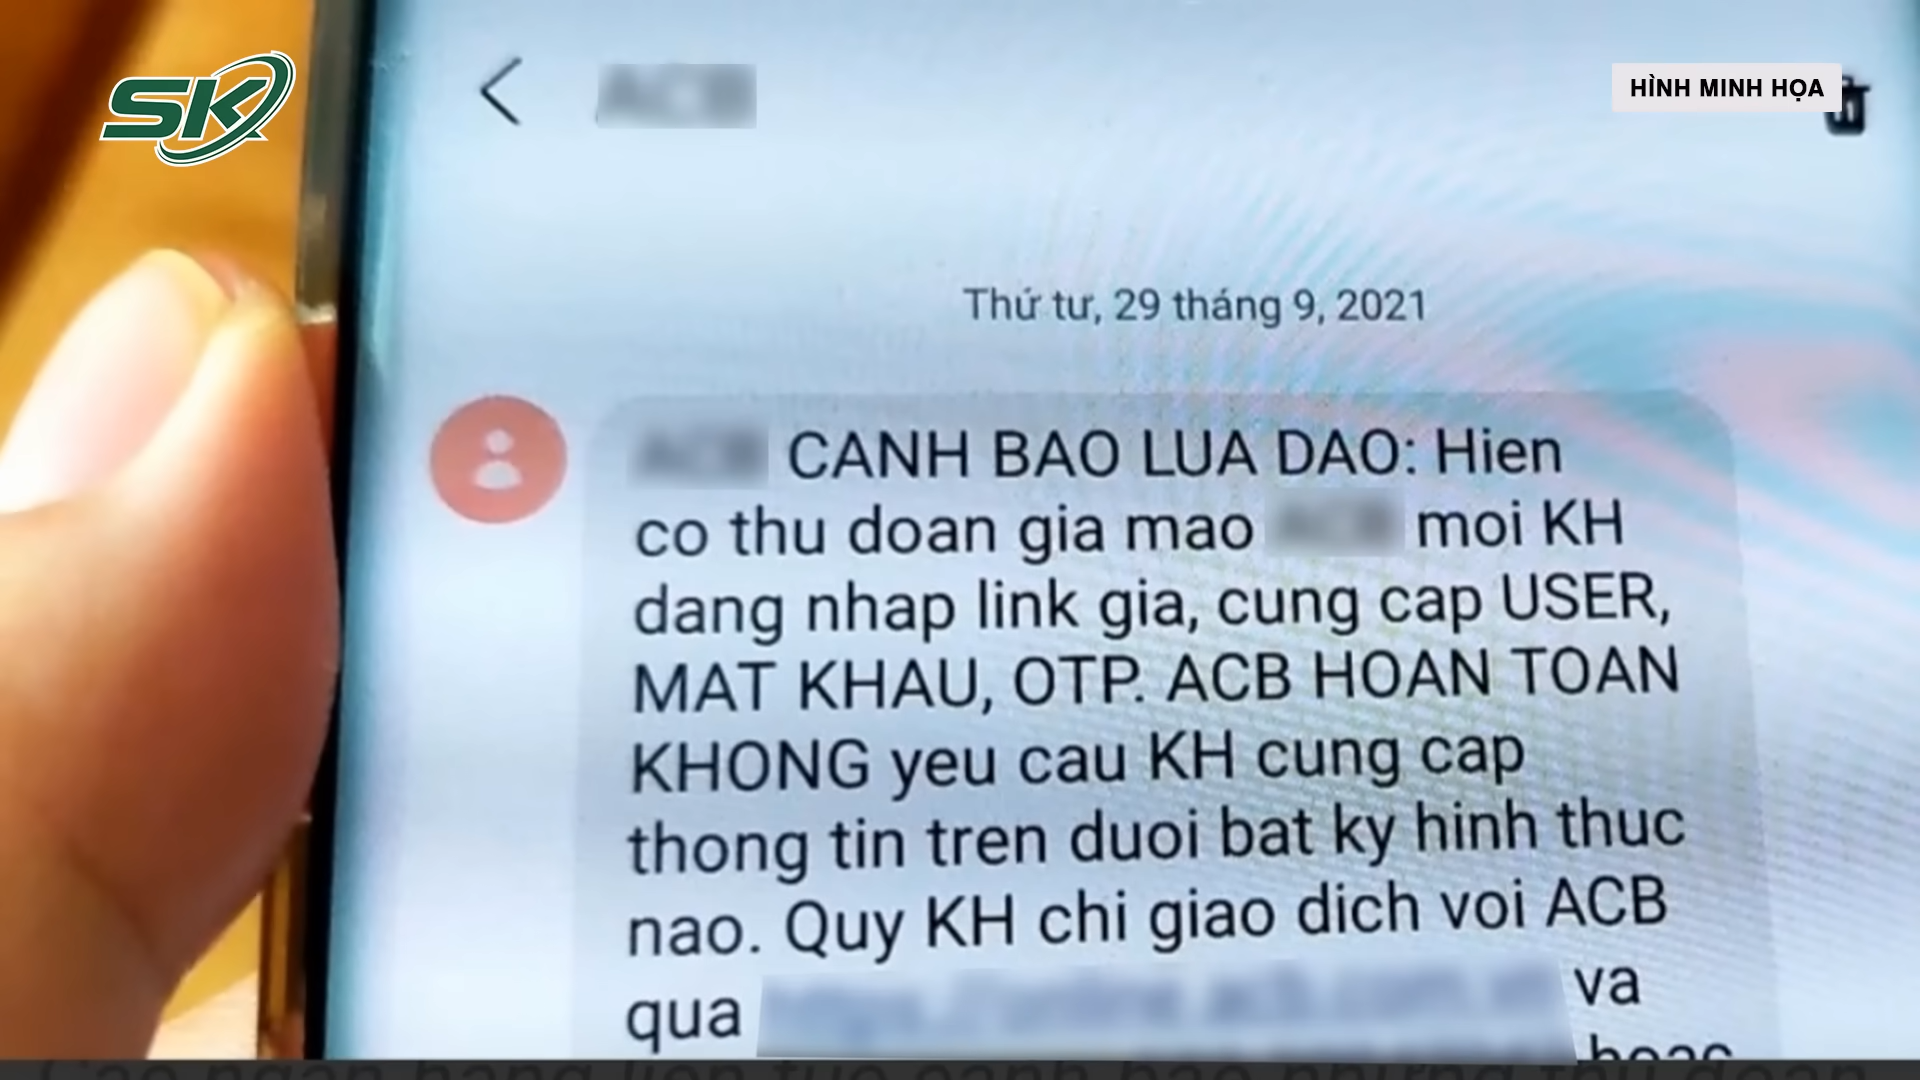 SK
HÌNH MINH HỌA
Thứ tư, 29 tháng 9, 2021
CANH BAO LUA DAO: Hien
co thu doan gia mao moi KH
dang nhap link gia, cung cap USER,
MAT KHAU, OTP. ACB HOAN TOAN
KHONG yeu cau KH cung cap
thong tin tren duoi bat ky hinh thuc
nao. Quy KH chi giao dich voi ACB
qua va
hoac